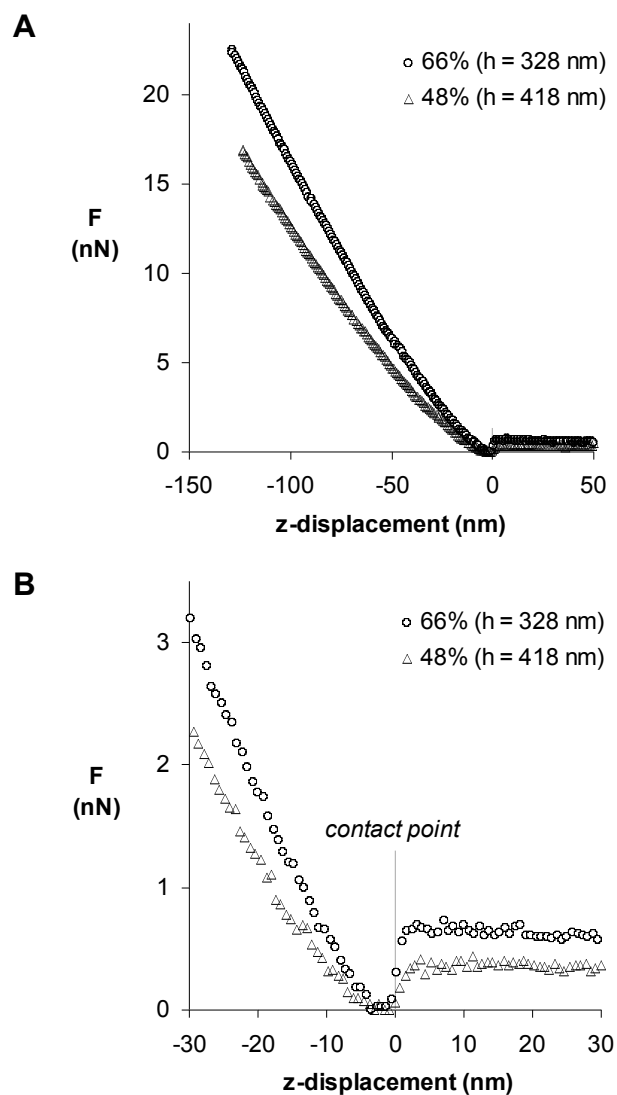 A
66% (h = 328 nm)
48% (h = 418 nm)
20
15
10
5
0
F
(nN)
-150 -100 -50 0 50
z-displacement (nm)
B
66% (h = 328 nm)
48% (h = 418 nm)
3
2
1
0
F
(nN)
contact point
-30 -20 -10 0 10 20 30
z-displacement (nm)